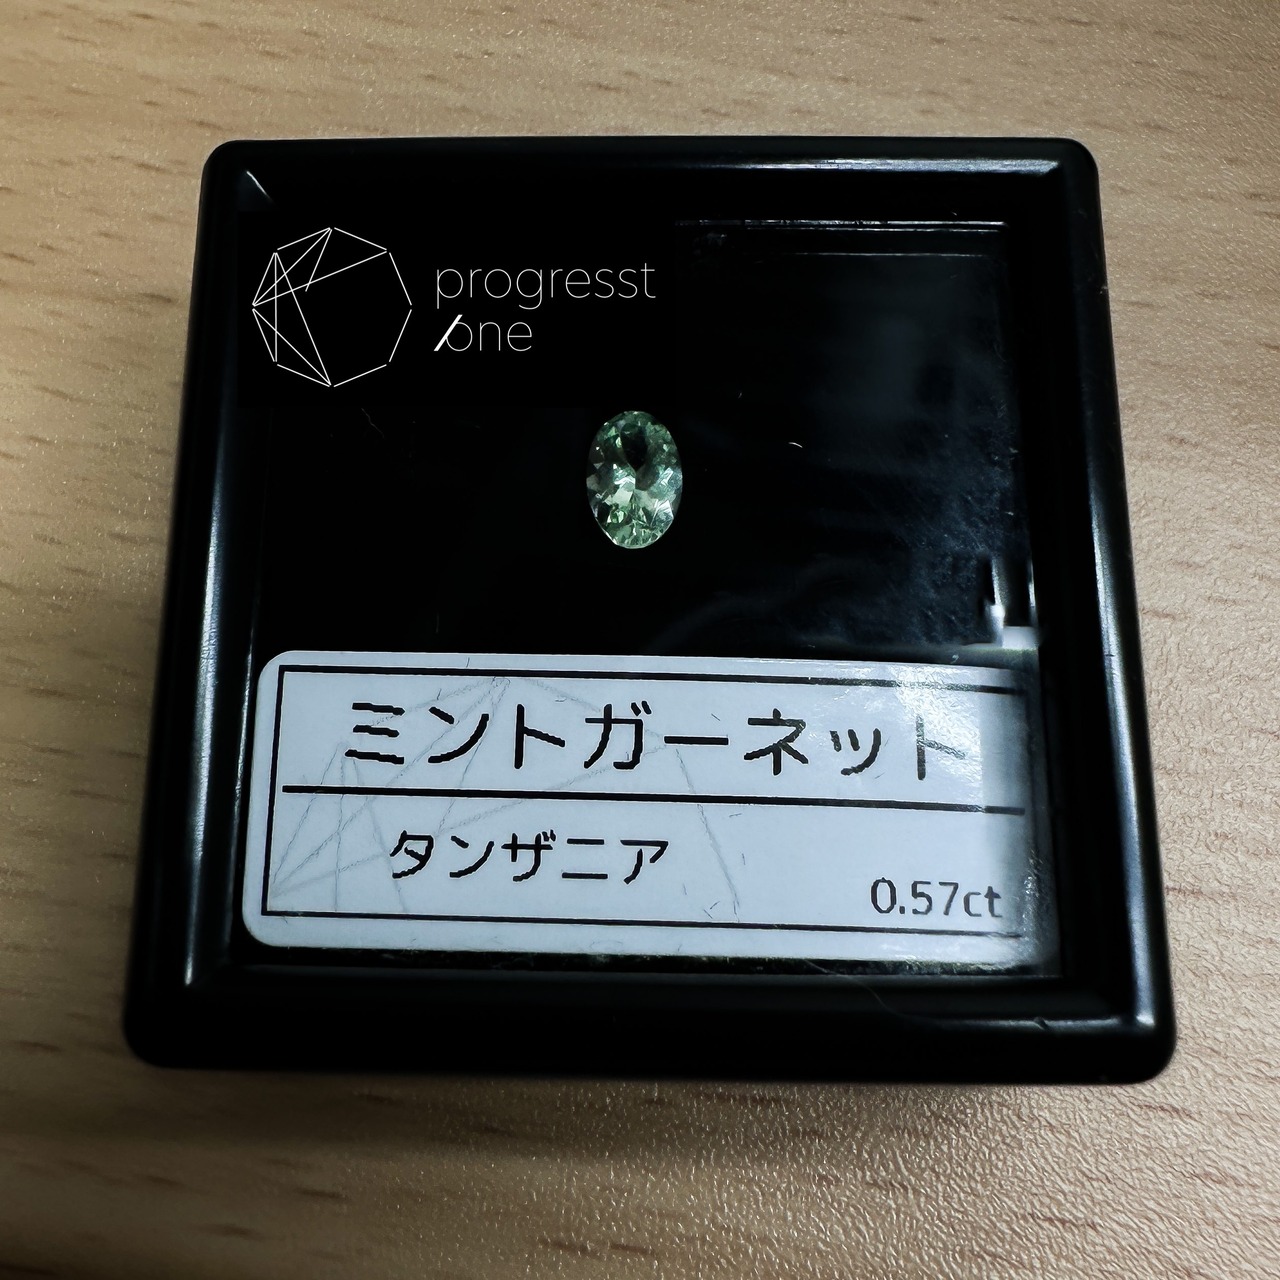 progresst
/one
ミントガーネット
タンザニア
0.57ct